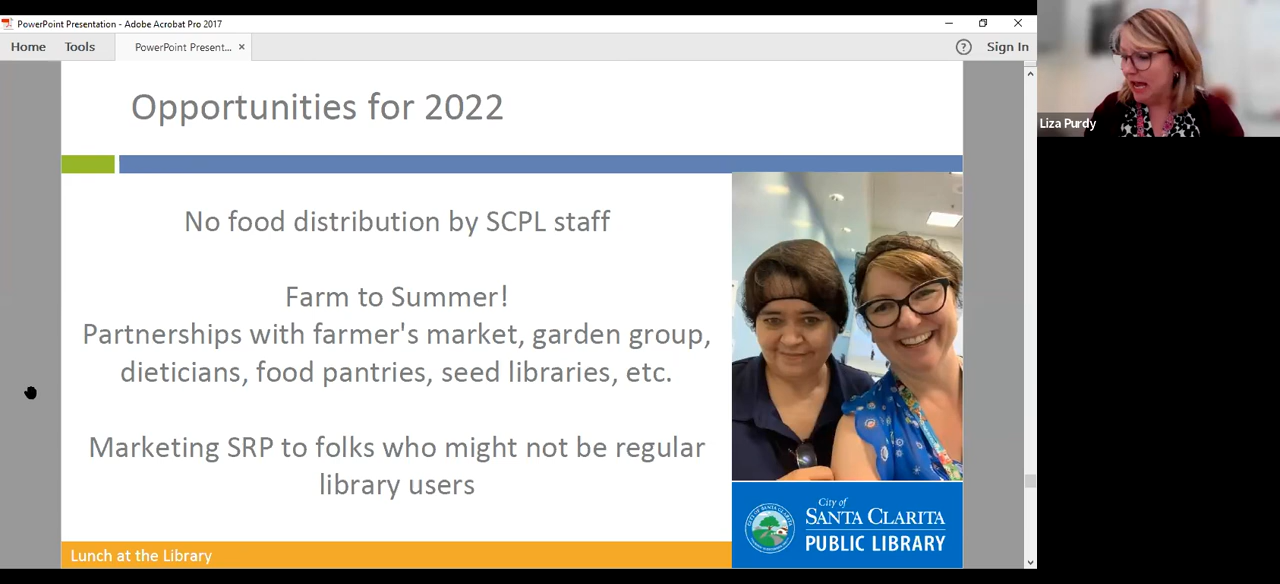 PowerPoint Presentation - Adobe Acrobat Pro 2017
Home Tools PowerPoint Present... × ? Sign In
Liza Purdy
Opportunities for 2022
No food distribution by SCPL staff
Farm to Summer!
Partnerships with farmer's market, garden group,
dieticians, food pantries, seed libraries, etc.
Marketing SRP to folks who might not be regular
library users
City of
SANTA CLARITA
PUBLIC LIBRARY
Lunch at the Library